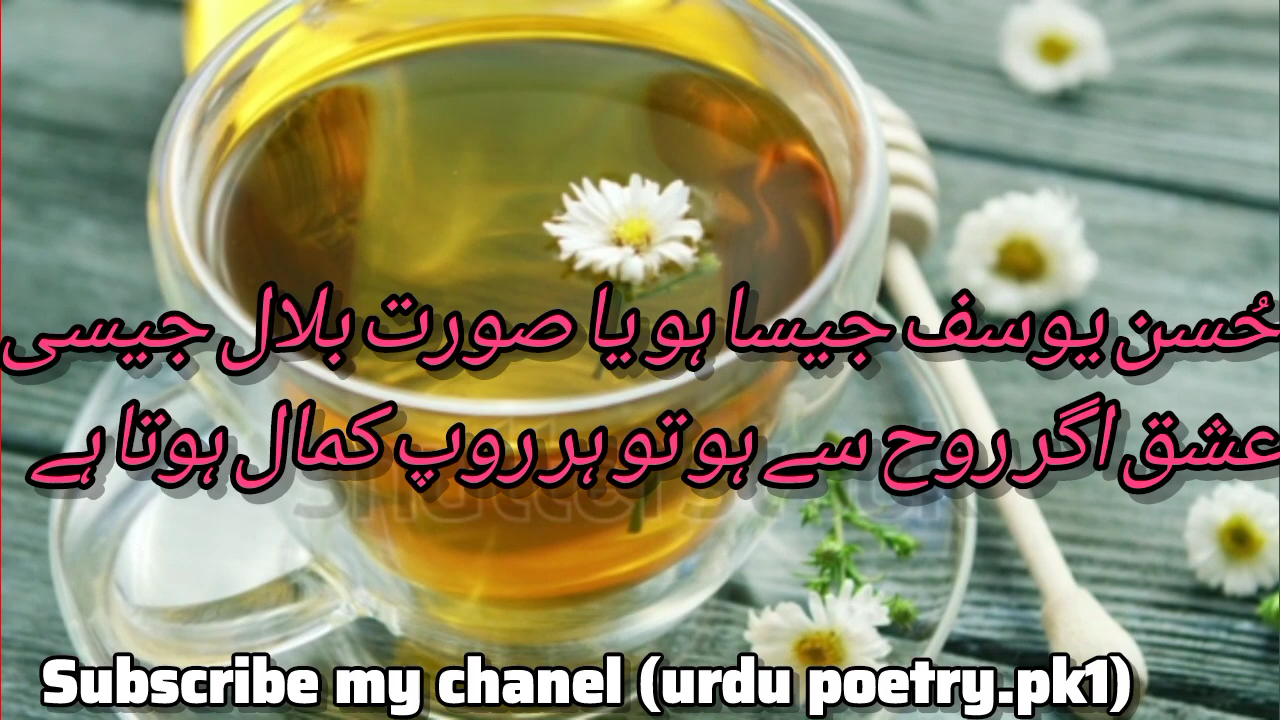 حُسن یوسف جیسا ہو یا صورت بلال جیسی
عشق اگر روح سے ہو تو ہر روپ کمال ہوتا ہے
shutterstock
Subscribe my chanel (urdu poetry.pk1)